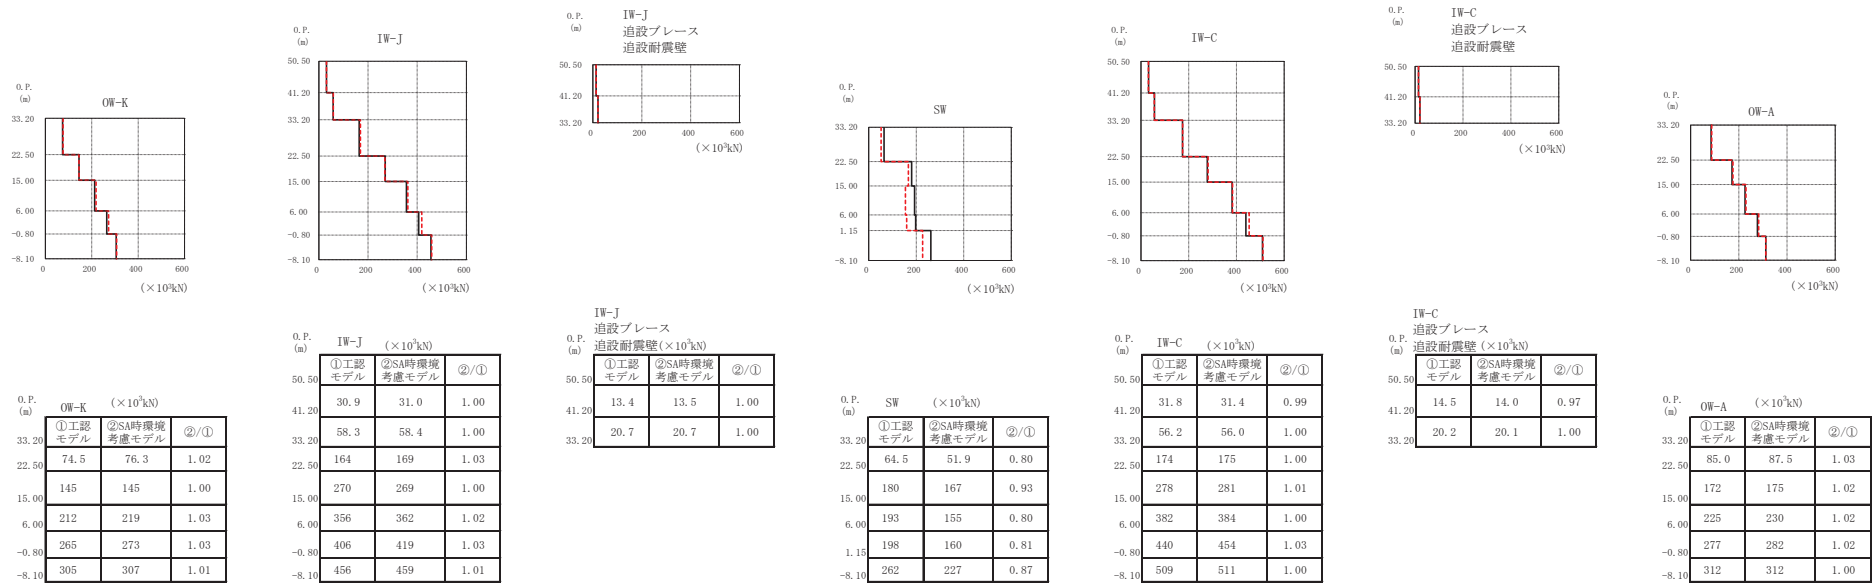 OW-K
O.P.
(m)
33.20
22.50
15.00
6.00
-0.80
-8.10
0 200 400 600
(×10³kN)
IW-J
O.P.
(m)
50.50
41.20
33.20
22.50
15.00
6.00
-0.80
-8.10
0 200 400 600
(×10³kN)
IW-J
追設ブレース
追設耐震壁
O.P.
(m)
50.50
41.20
33.20
0 200 400 600
(×10³kN)
SW
O.P.
(m)
33.20
22.50
15.00
6.00
1.15
-8.10
0 200 400 600
(×10³kN)
IW-C
O.P.
(m)
50.50
41.20
33.20
22.50
15.00
6.00
-0.80
-8.10
0 200 400 600
(×10³kN)
IW-C
追設ブレース
追設耐震壁
O.P.
(m)
50.50
41.20
33.20
0 200 400 600
(×10³kN)
OW-A
O.P.
(m)
33.20
22.50
15.00
6.00
-0.80
-8.10
0 200 400 600
(×10³kN)
O.P.
(m)
OW-K (×10³kN)
①工認 ②SA時環境 ②/①
モデル 考慮モデル
33.20
74.5 76.3 1.02
22.50
145 145 1.00
15.00
212 219 1.03
6.00
265 273 1.03
-0.80
305 307 1.01
-8.10
O.P.
(m)
IW-J (×10³kN)
①工認 ②SA時環境 ②/①
モデル 考慮モデル
50.50
30.9 31.0 1.00
41.20
58.3 58.4 1.00
33.20
164 169 1.03
22.50
270 269 1.00
15.00
356 362 1.02
6.00
406 419 1.03
-0.80
456 459 1.01
-8.10
IW-J
追設ブレース
O.P.
(m)
追設耐震壁(×10³kN)
①工認 ②SA時環境 ②/①
モデル 考慮モデル
50.50
13.4 13.5 1.00
41.20
20.7 20.7 1.00
33.20
O.P.
(m)
SW (×10³kN)
①工認 ②SA時環境 ②/①
モデル 考慮モデル
33.20
64.5 51.9 0.80
22.50
180 167 0.93
15.00
193 155 0.80
6.00
198 160 0.81
1.15
262 227 0.87
-8.10
O.P.
(m)
IW-C (×10³kN)
①工認 ②SA時環境 ②/①
モデル 考慮モデル
50.50
31.8 31.4 0.99
41.20
56.2 56.0 1.00
33.20
174 175 1.00
22.50
278 281 1.01
15.00
382 384 1.00
6.00
440 454 1.03
-0.80
509 511 1.00
-8.10
IW-C
追設ブレース
O.P.
(m)
追設耐震壁(×10³kN)
①工認 ②SA時環境 ②/①
モデル 考慮モデル
50.50
14.5 14.0 0.97
41.20
20.2 20.1 1.00
33.20
O.P.
(m)
OW-A (×10³kN)
①工認 ②SA時環境 ②/①
モデル 考慮モデル
33.20
85.0 87.5 1.03
22.50
172 175 1.02
15.00
225 230 1.02
6.00
277 282 1.02
-0.80
312 312 1.00
-8.10